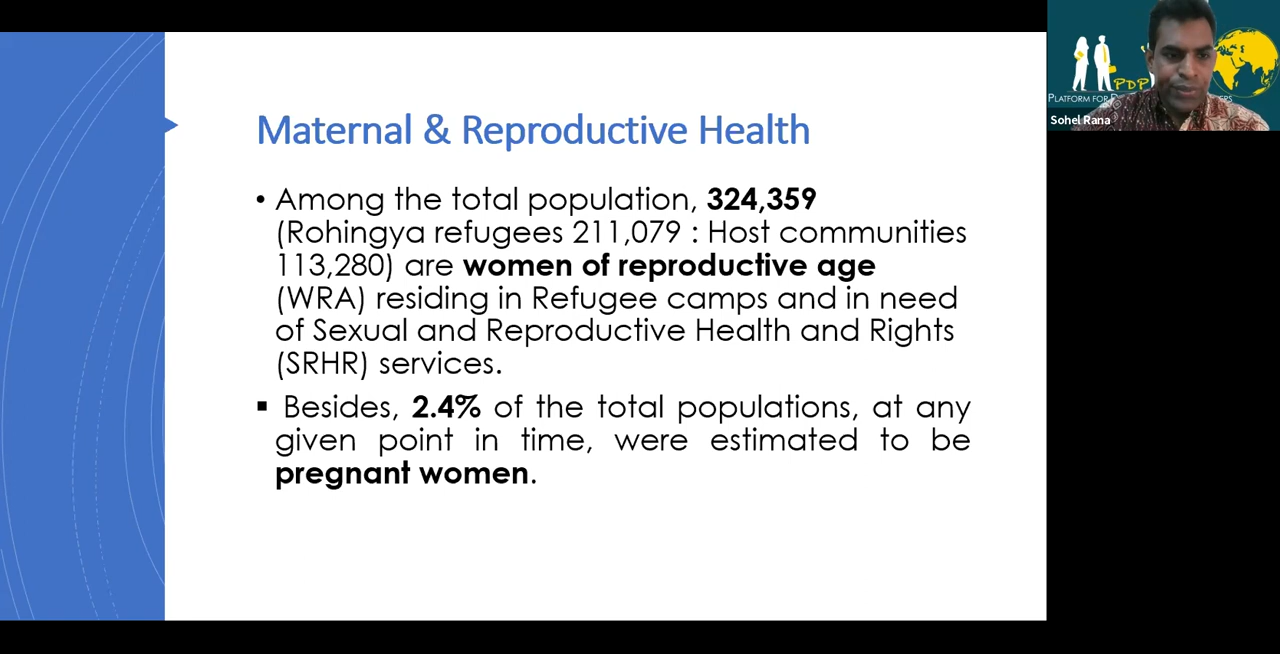 Maternal & Reproductive Health
• Among the total population, 324,359
(Rohingya refugees 211,079 : Host communities
113,280) are women of reproductive age
(WRA) residing in Refugee camps and in need
of Sexual and Reproductive Health and Rights
(SRHR) services.
▪ Besides, 2.4% of the total populations, at any
given point in time, were estimated to be
pregnant women.
PDP
PLATFORM FOR
Sohel Rana